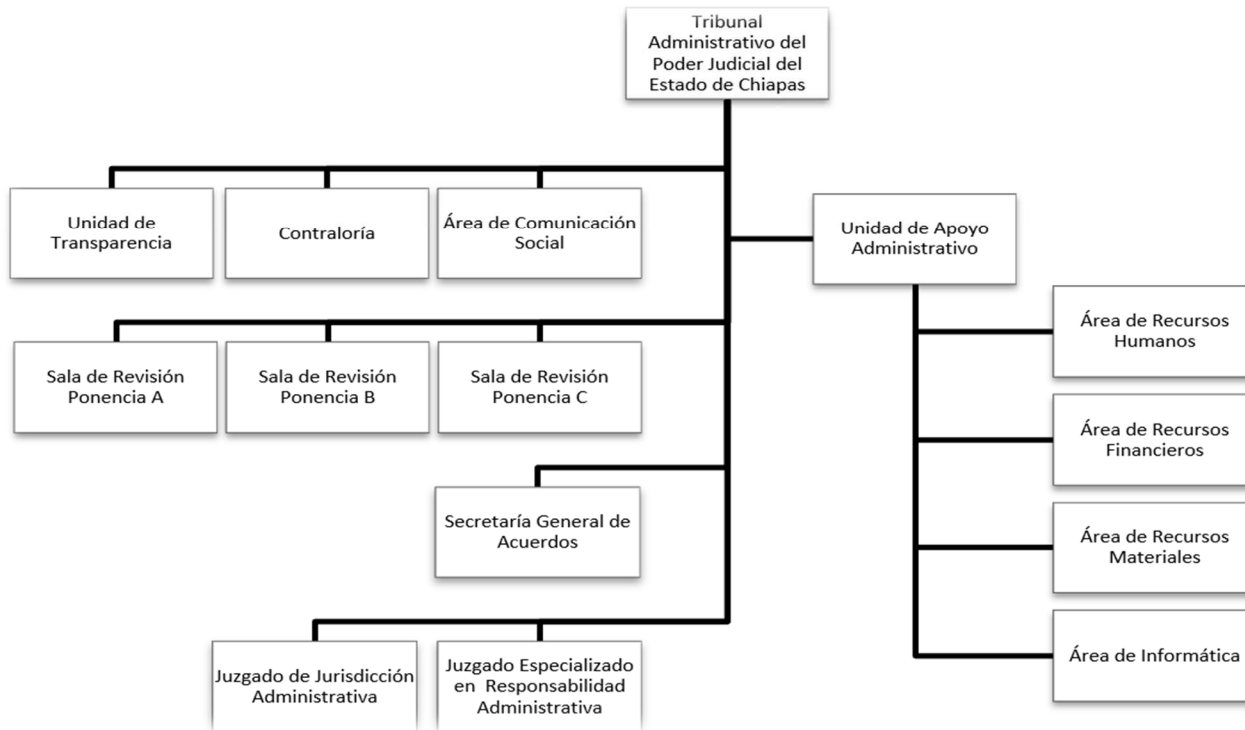 Tribunal
Administrativo del
Poder Judicial del
Estado de Chiapas
Unidad de
Transparencia
Contraloría
Área de Comunicación
Social
Unidad de Apoyo
Administrativo
Sala de Revisión
Ponencia A
Sala de Revisión
Ponencia B
Sala de Revisión
Ponencia C
Secretaría General de
Acuerdos
Juzgado de Jurisdicción
Administrativa
Juzgado Especializado
en Responsabilidad
Administrativa
Área de Recursos
Humanos
Área de Recursos
Financieros
Área de Recursos
Materiales
Área de Informática